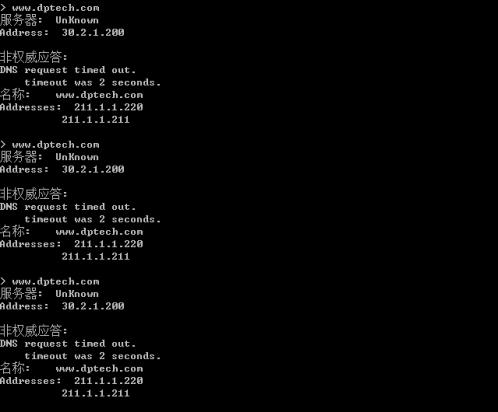 > www.dptech.com
服务器:  UnKnown
Address:  30.2.1.200
非权威应答:
DNS request timed out.
    timeout was 2 seconds.
名称:    www.dptech.com
Addresses:  211.1.1.220
          211.1.1.211
> www.dptech.com
服务器:  UnKnown
Address:  30.2.1.200
非权威应答:
DNS request timed out.
    timeout was 2 seconds.
名称:    www.dptech.com
Addresses:  211.1.1.220
          211.1.1.211
> www.dptech.com
服务器:  UnKnown
Address:  30.2.1.200
非权威应答:
DNS request timed out.
    timeout was 2 seconds.
名称:    www.dptech.com
Addresses:  211.1.1.220
          211.1.1.211